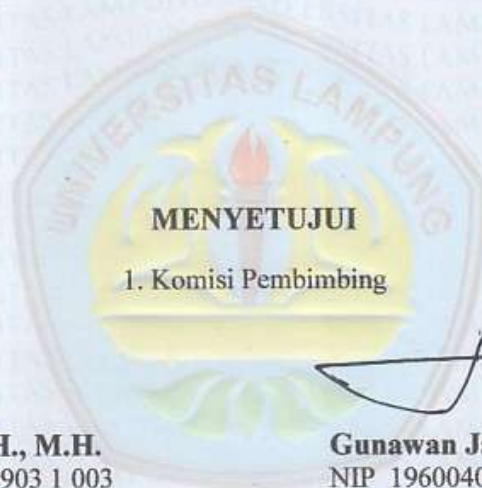 UNIVERSITAS LAMPUNG
MENYETUJUI
1. Komisi Pembimbing
H., M.H.
903 1 003
Gunawan J
NIP 1960040